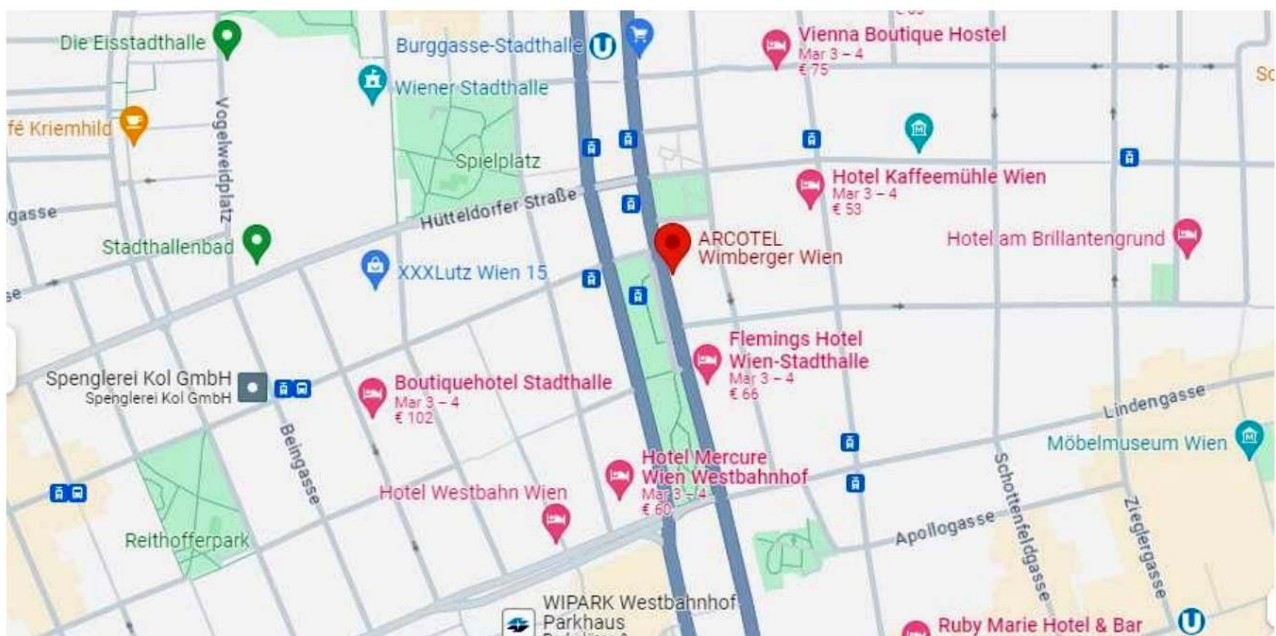 Die Eisstadthalle
Burggasse-Stadthalle
U
Vienna Boutique Hostel
Mar 3 – 4
€ 75
Wiener Stadthalle
fé Kriemhild
Vogelweidplatz
Spielplatz
Hotel Kaffeemühle Wien
Mar 3 – 4
€ 53
gasse
Hütteldorfer Straße
Stadthallenbad
ARCOTEL
Wimberger Wien
Hotel am Brillantengrund
XXXLutz Wien 15
se
Flemings Hotel
Wien-Stadthalle
Mar 3 – 4
€ 66
Spenglerei Kol GmbH
Spenglerei Kol GmbH
Boutiquehotel Stadthalle
Mar 3 – 4
€ 102
Lindengasse
Möbelmuseum Wien
Beingasse
Hotel Mercure
Wien Westbahnhof
Mar 3 – 4
€ 60
Hotel Westbahn Wien
Schottenfeldgasse
Zieglergasse
Apollogasse
Reithofferpark
WIPARK Westbahnhof
Parkhaus
Ruby Marie Hotel & Bar
U